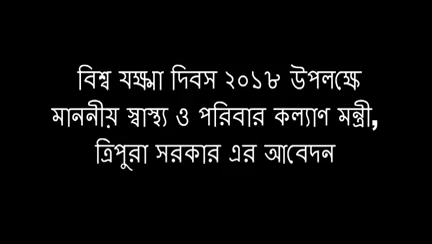 বিশ্ব যক্ষ্মা দিবস ২০১৮ উপলক্ষে
মাননীয় স্বাস্থ্য ও পরিবার কল্যাণ মন্ত্রী,
ত্রিপুরা সরকার এর আবেদন